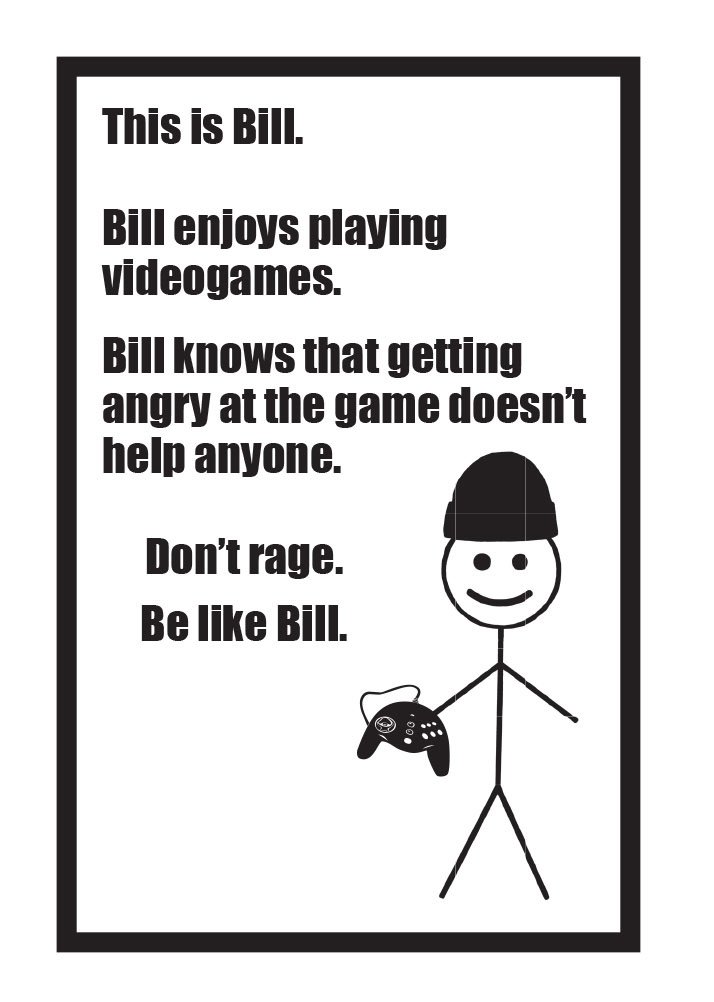 This is Bill.
Bill enjoys playing
videogames.
Bill knows that getting
angry at the game doesn’t
help anyone.
Don’t rage.
Be like Bill.